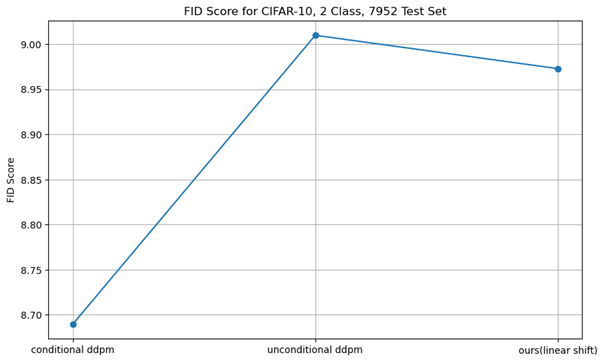 FID Score for CIFAR-10, 2 Class, 7952 Test Set
FID Score
9.00
8.95
8.90
8.85
8.80
8.75
8.70
conditional ddpm
unconditional ddpm
ours(linear shift)